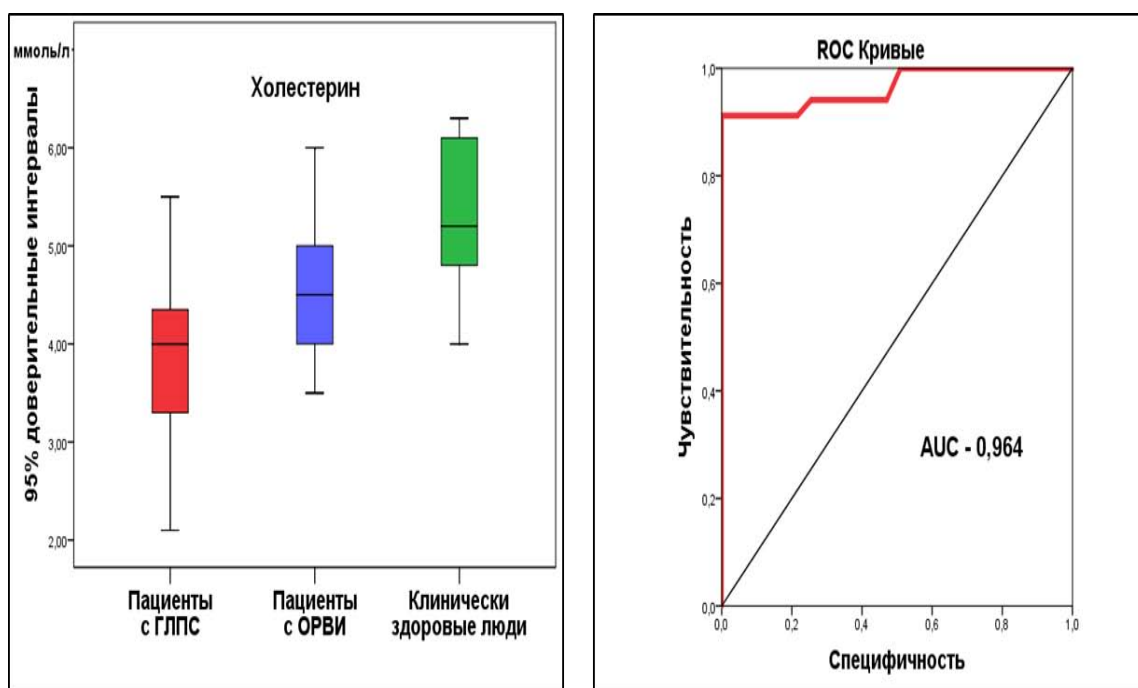 ммоль/л
Холестерин
95% доверительные интервалы
6,00
5,00
4,00
3,00
2,00
Пациенты
с ГЛПС
Пациенты
с ОРВИ
Клинически
здоровые люди
ROC Кривые
Чувствительность
1,0
0,8
0,6
0,4
0,2
0,0
AUC - 0,964
0,0 0,2 0,4 0,6 0,8 1,0
Специфичность